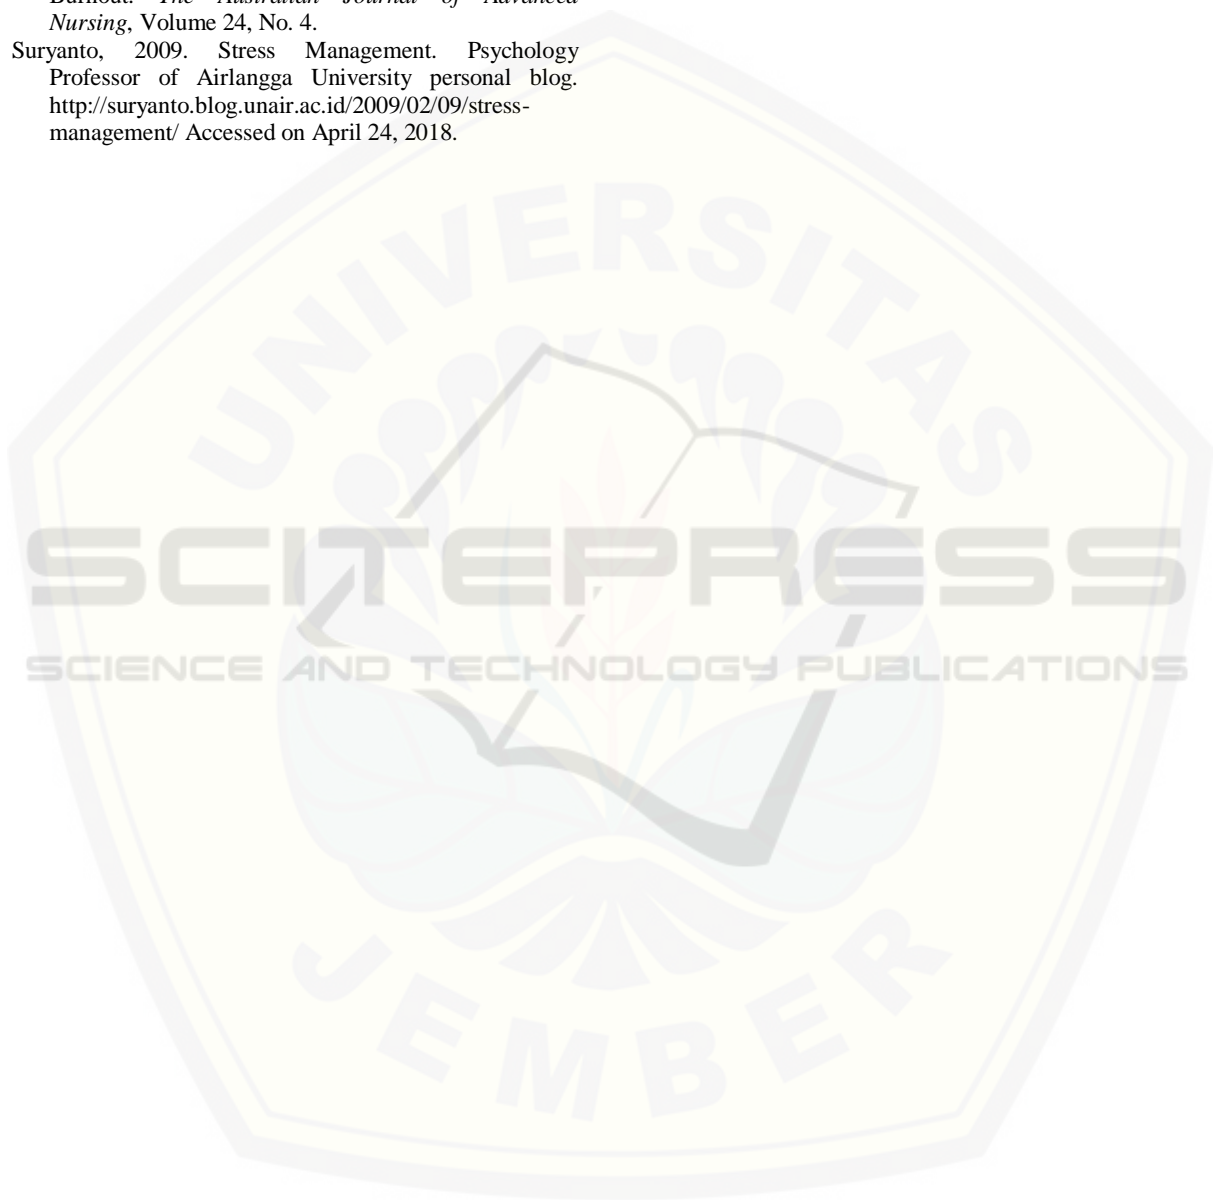 Burnout. The Australian Journal of Advanced
Nursing, Volume 24, No. 4.
Suryanto, 2009. Stress Management. Psychology
Professor of Airlangga University personal blog.
http://suryanto.blog.unair.ac.id/2009/02/09/stress-
management/ Accessed on April 24, 2018.
UNIVERSITAS
SCITEPRESS
SCIENCE AND TECHNOLOGY PUBLICATIONS
JEMBER